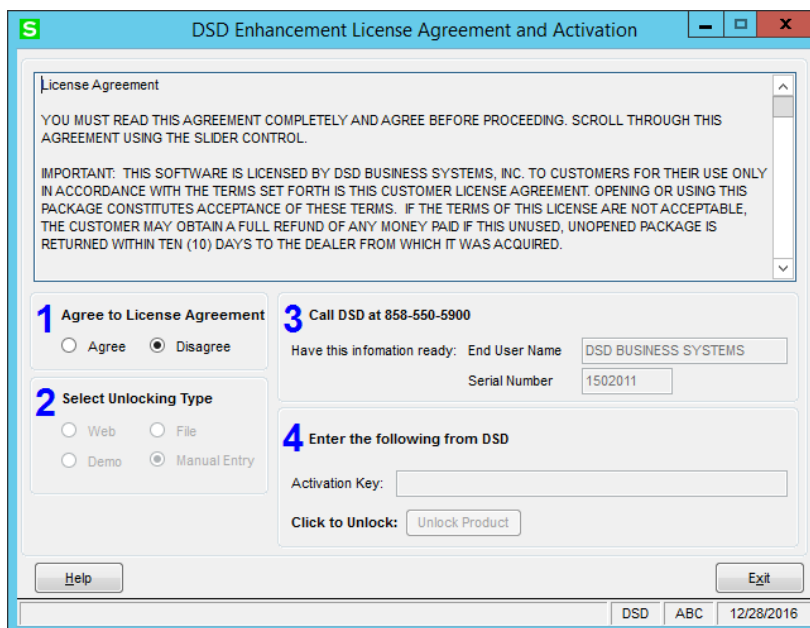 S DSD Enhancement License Agreement and Activation
License Agreement
YOU MUST READ THIS AGREEMENT COMPLETELY AND AGREE BEFORE PROCEEDING. SCROLL THROUGH THIS
AGREEMENT USING THE SLIDER CONTROL.
IMPORTANT: THIS SOFTWARE IS LICENSED BY DSD BUSINESS SYSTEMS, INC. TO CUSTOMERS FOR THEIR USE ONLY
IN ACCORDANCE WITH THE TERMS SET FORTH IS THIS CUSTOMER LICENSE AGREEMENT. OPENING OR USING THIS
PACKAGE CONSTITUTES ACCEPTANCE OF THESE TERMS. IF THE TERMS OF THIS LICENSE ARE NOT ACCEPTABLE,
THE CUSTOMER MAY OBTAIN A FULL REFUND OF ANY MONEY PAID IF THIS UNUSED, UNOPENED PACKAGE IS
RETURNED WITHIN TEN (10) DAYS TO THE DEALER FROM WHICH IT WAS ACQUIRED.
1 Agree to License Agreement
Agree Disagree
2 Select Unlocking Type
Web File
Demo Manual Entry
3 Call DSD at 858-550-5900
Have this infomation ready: End User Name DSD BUSINESS SYSTEMS
Serial Number 1502011
4 Enter the following from DSD
Activation Key:
Click to Unlock: Unlock Product
Help Exit
DSD ABC 12/28/2016